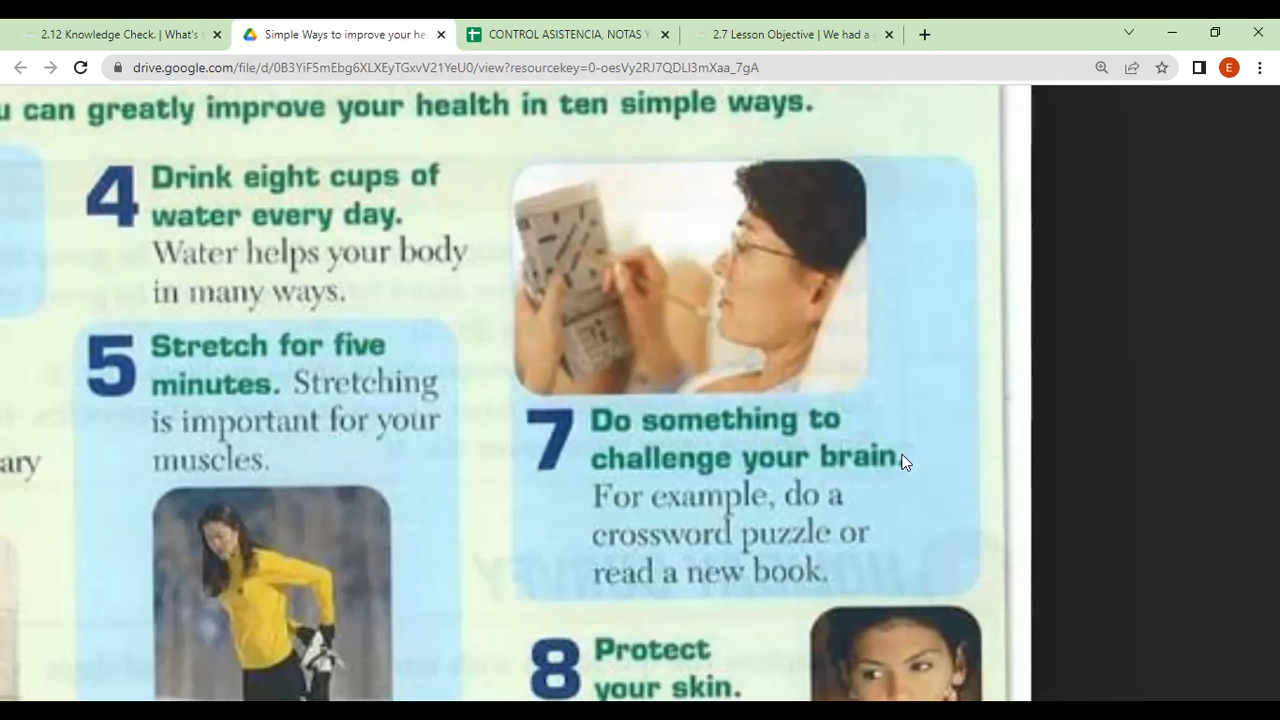 2.12 Knowledge Check. | What's
Simple Ways to improve your he
CONTROL ASISTENCIA, NOTAS Y
2.7 Lesson Objective | We had a
drive.google.com/file/d/0B3YiF5mEbg6XLXEyTGxvV21YeU0/view?resourcekey=0-oesVy2RJ7QDLl3mXaa_7gA
E
u can greatly improve your health in ten simple ways.
4 Drink eight cups of
water every day.
Water helps your body
in many ways.
5 Stretch for five
minutes. Stretching
is important for your
muscles.
ary
7 Do something to
challenge your brain.
For example, do a
crossword puzzle or
read a new book.
8 Protect
your skin.